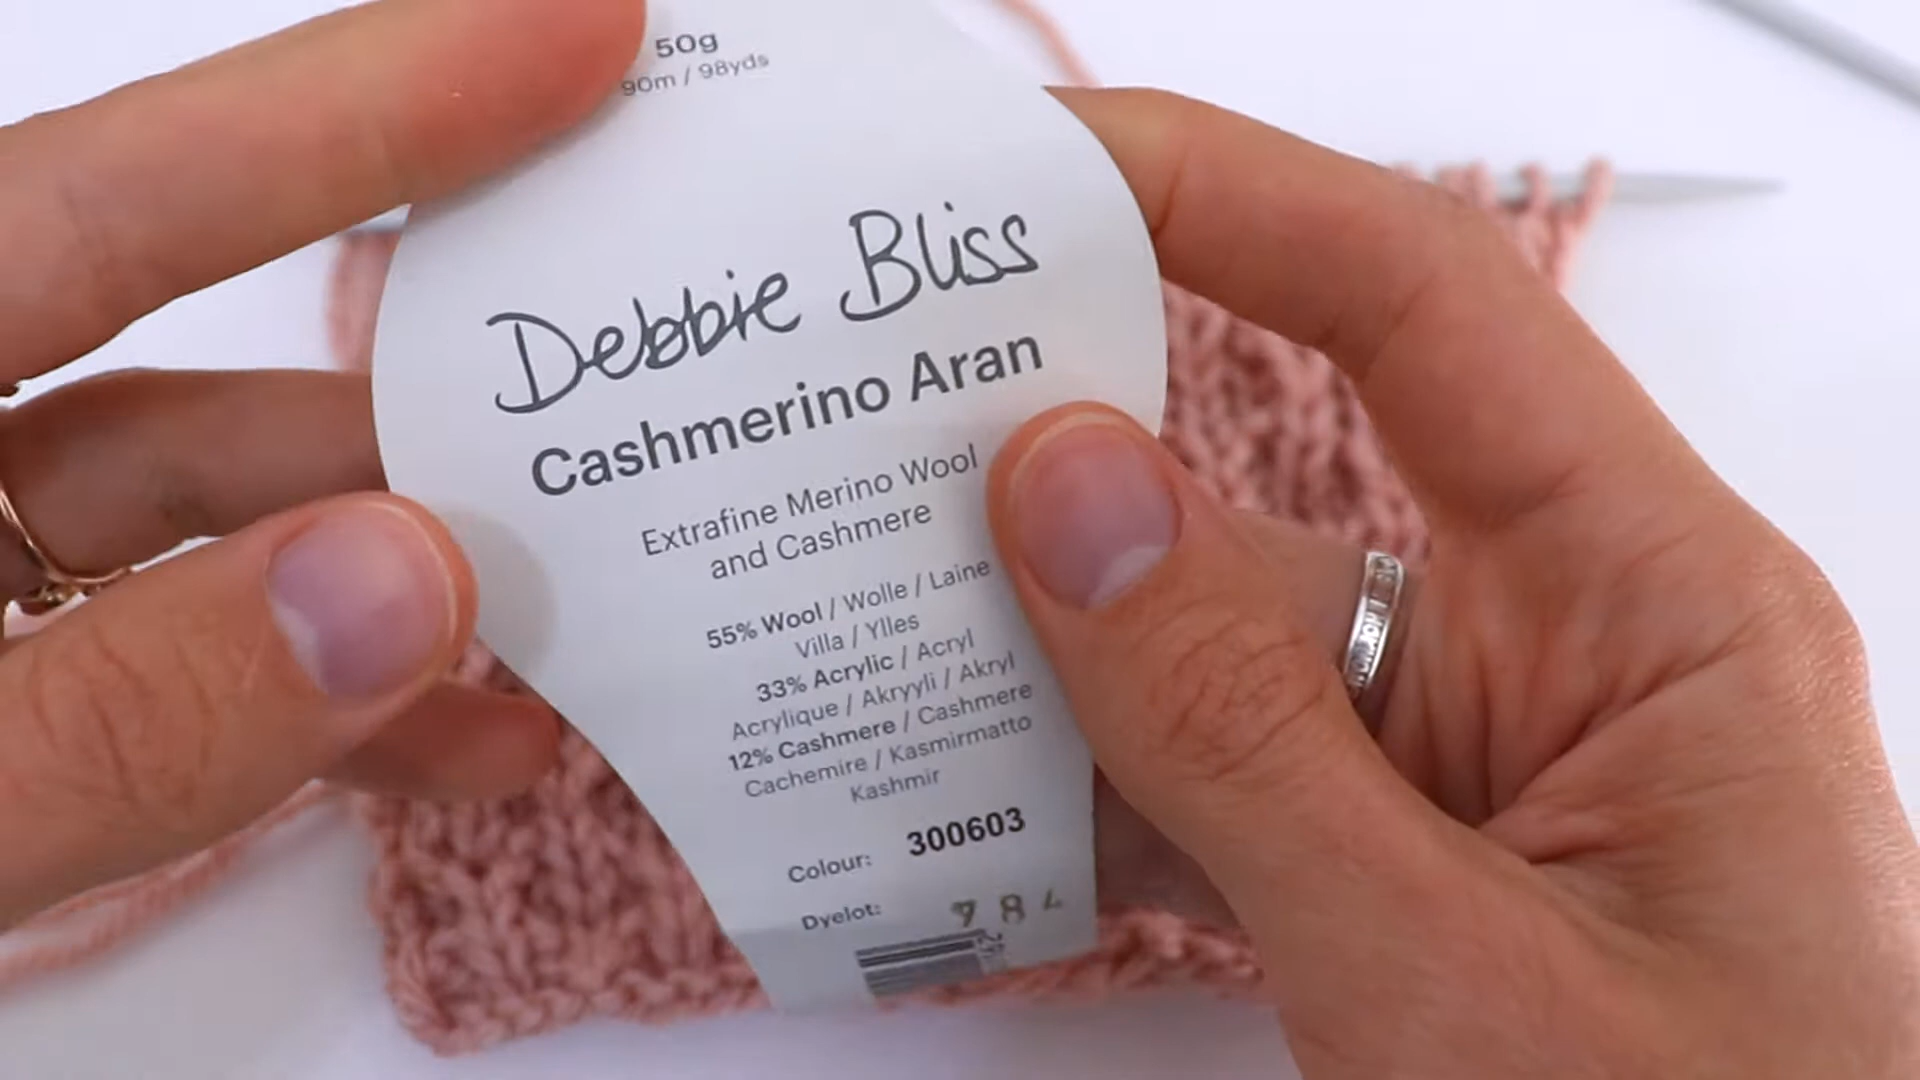 50g
90m / 98yds
Debbie Bliss
Cashmerino Aran
Extrafine Merino Wool
and Cashmere
55% Wool / Wolle / Laine
Villa / Ylles
33% Acrylic / Acryl
Acrylique / Akryyli / Akryl
12% Cashmere / Cashmere
Cachemire / Kasmirmatto
Kashmir
Colour: 300603
Dyelot: 784